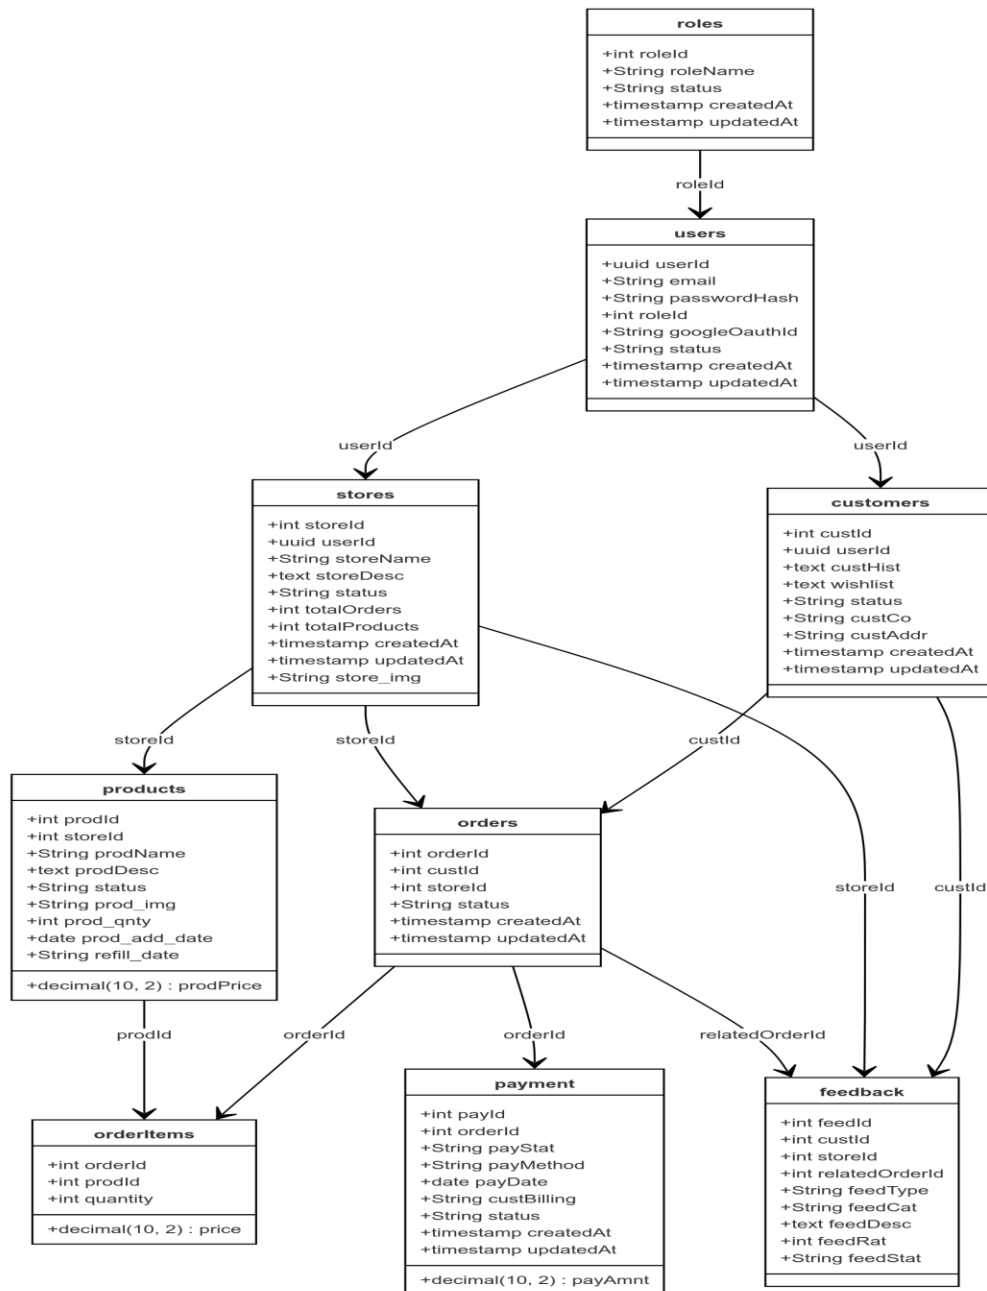 roles
+int roleId
+String roleName
+String status
+timestamp createdAt
+timestamp updatedAt
roleId
users
+uuid userId
+String email
+String passwordHash
+int roleId
+String googleOauthId
+String status
+timestamp createdAt
+timestamp updatedAt
userId
userId
stores
+int storeId
+uuid userId
+String storeName
+text storeDesc
+String status
+int totalOrders
+int totalProducts
+timestamp createdAt
+timestamp updatedAt
+String store_img
customers
+int custId
+uuid userId
+text custHist
+text wishlist
+String status
+String custCo
+String custAddr
+timestamp createdAt
+timestamp updatedAt
storeId
storeId
custId
products
+int prodId
+int storeId
+String prodName
+text prodDesc
+String status
+String prod_img
+int prod_qnty
+date prod_add_date
+String refill_date
+decimal(10, 2) : prodPrice
orders
+int orderId
+int custId
+int storeId
+String status
+timestamp createdAt
+timestamp updatedAt
storeId
custId
prodId
orderId
orderId
relatedOrderId
orderItems
+int orderId
+int prodId
+int quantity
+decimal(10, 2) : price
payment
+int payId
+int orderId
+String payStat
+String payMethod
+date payDate
+String custBilling
+String status
+timestamp createdAt
+timestamp updatedAt
+decimal(10, 2) : payAmnt
feedback
+int feedId
+int custId
+int storeId
+int relatedOrderId
+String feedType
+String feedCat
+text feedDesc
+int feedRat
+String feedStat